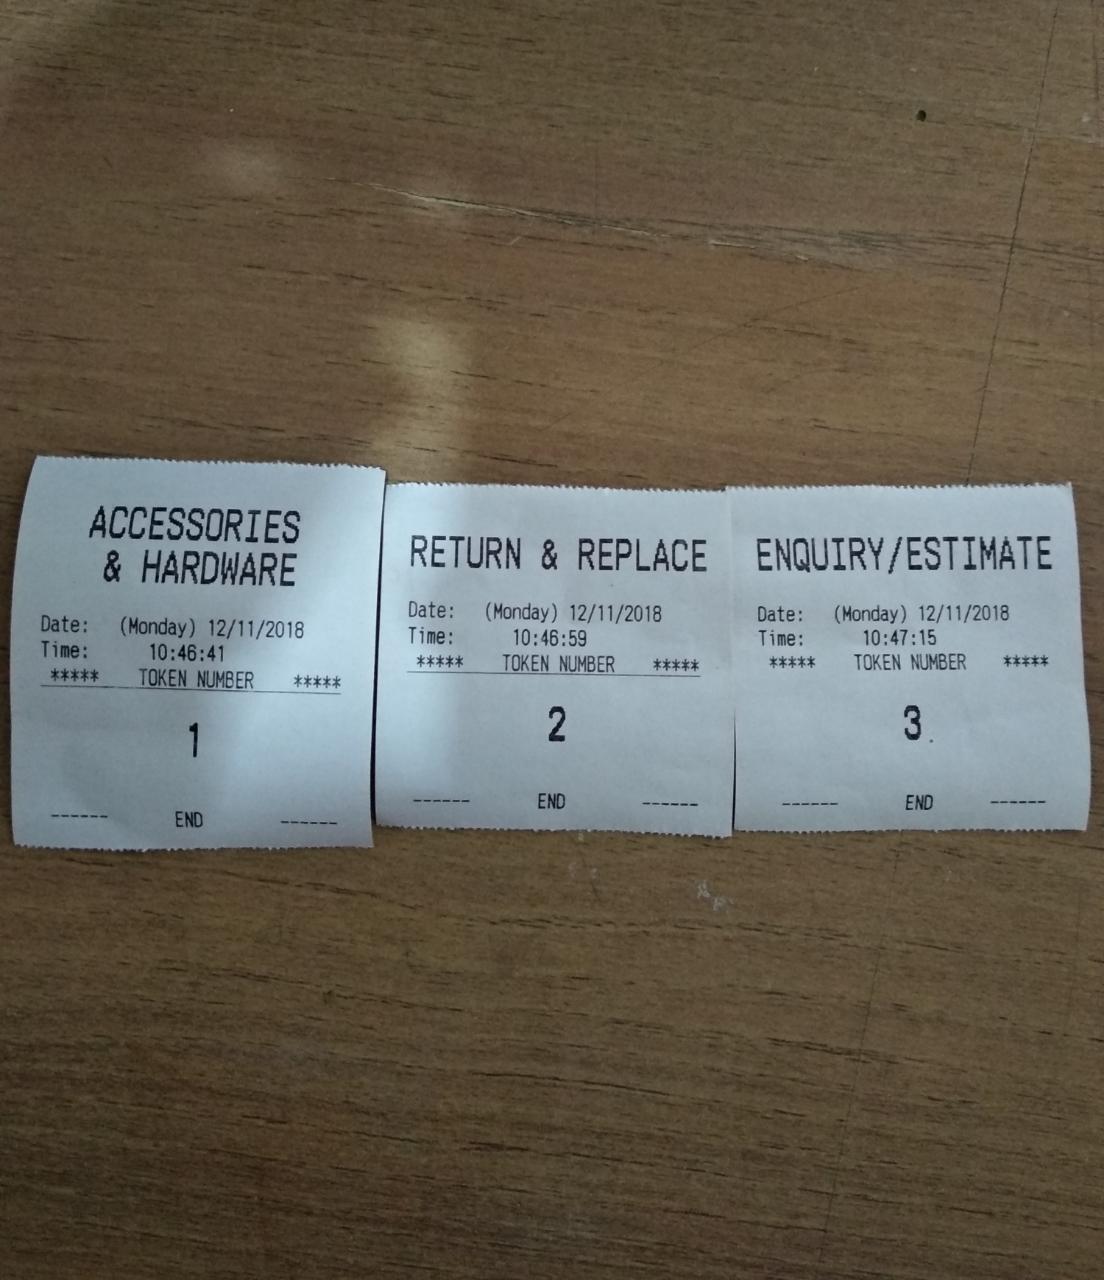 ACCESSORIES
& HARDWARE
Date: (Monday) 12/11/2018
Time: 10:46:41
***** TOKEN NUMBER *****
1
------ END ------
RETURN & REPLACE
Date: (Monday) 12/11/2018
Time: 10:46:59
***** TOKEN NUMBER *****
2
------ END ------
ENQUIRY/ESTIMATE
Date: (Monday) 12/11/2018
Time: 10:47:15
***** TOKEN NUMBER *****
3
------ END ------